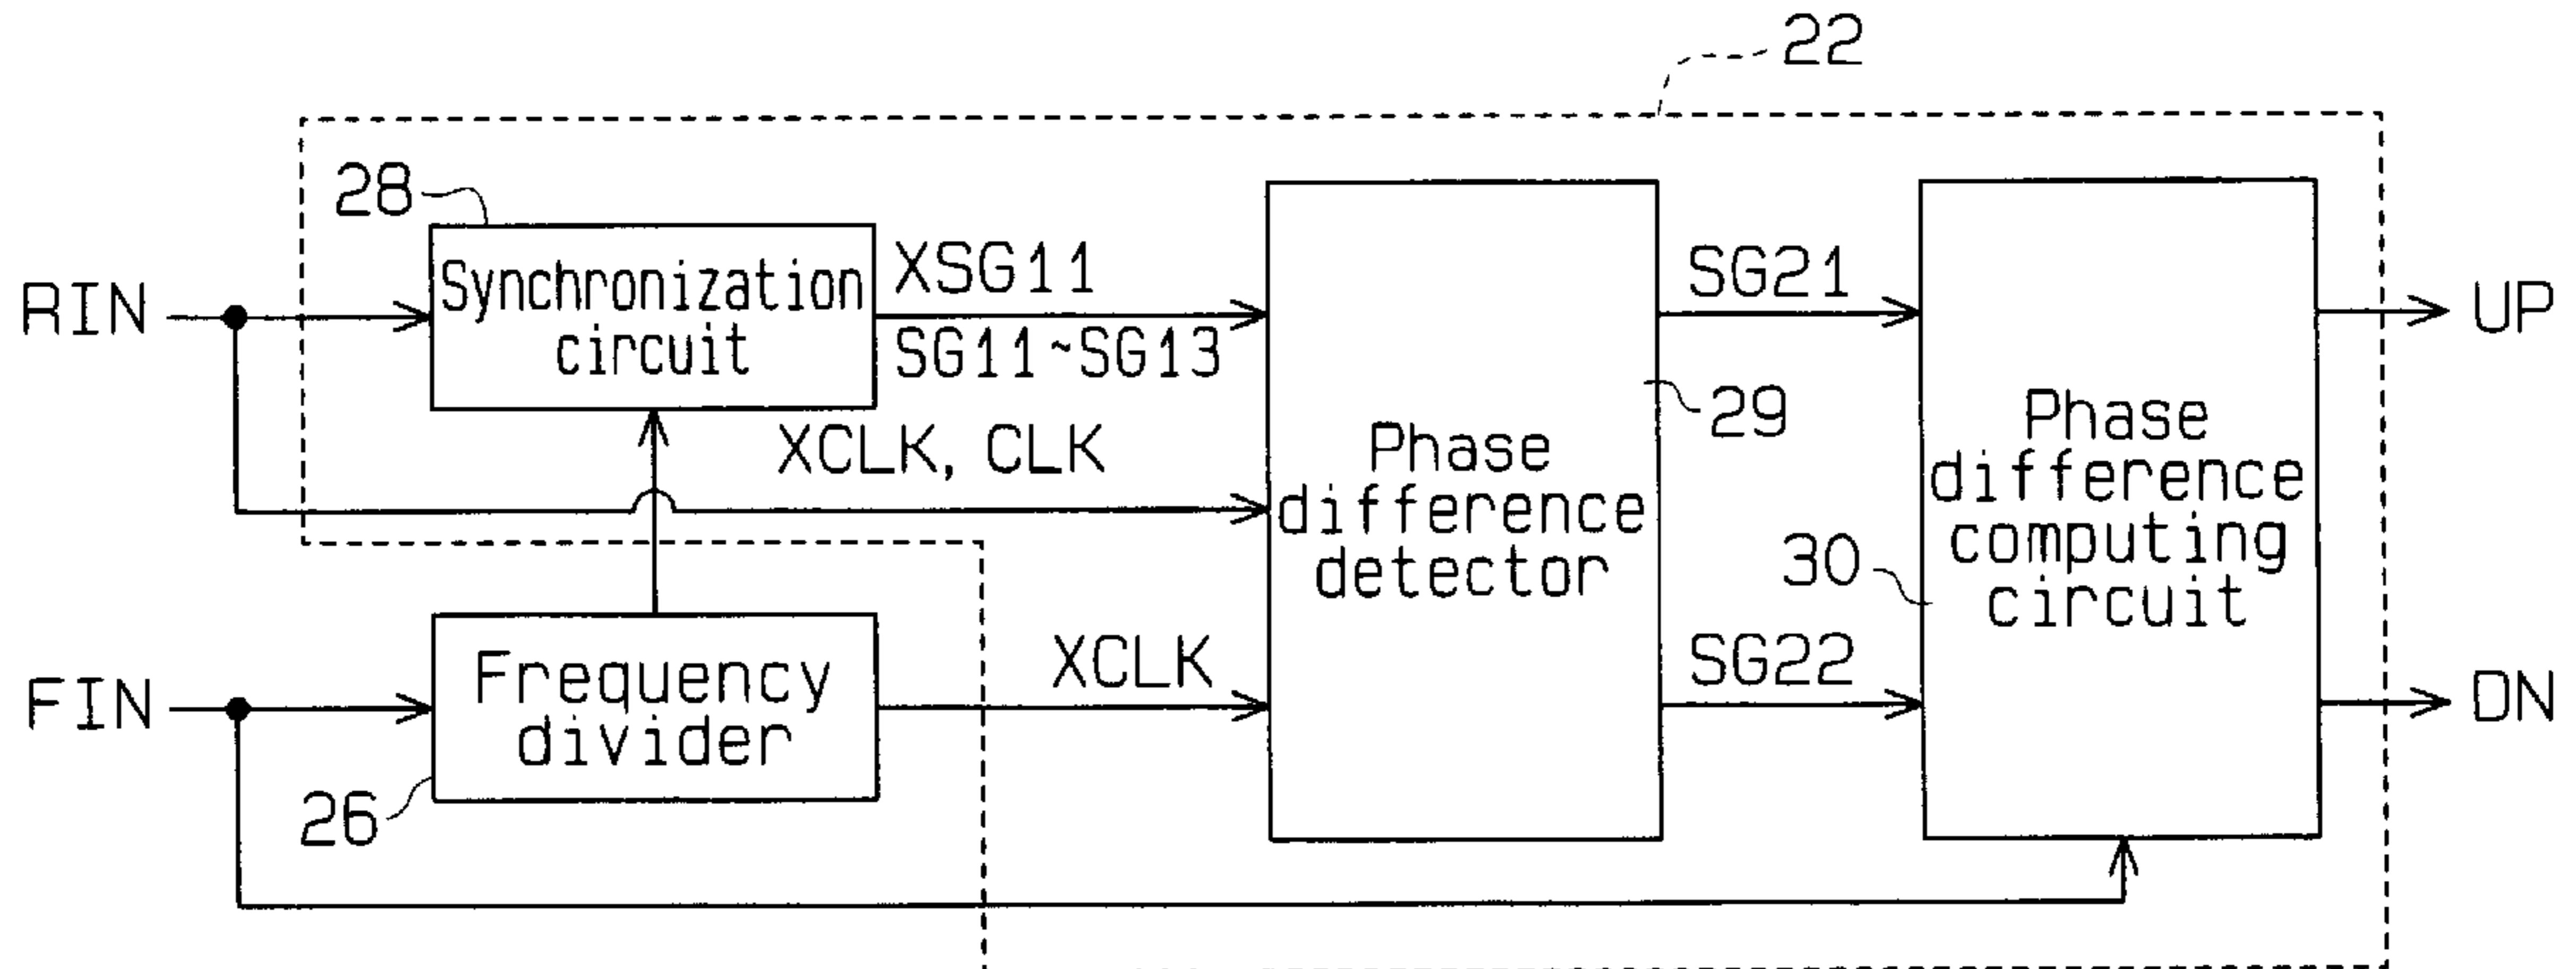 22
28
Synchronization
circuit
XSG11
SG11~SG13
RIN
XCLK, CLK
Phase
difference
detector
29
SG21
SG22
Phase
difference
computing
circuit
30
UP
DN
FIN
Frequency
divider
26
XCLK